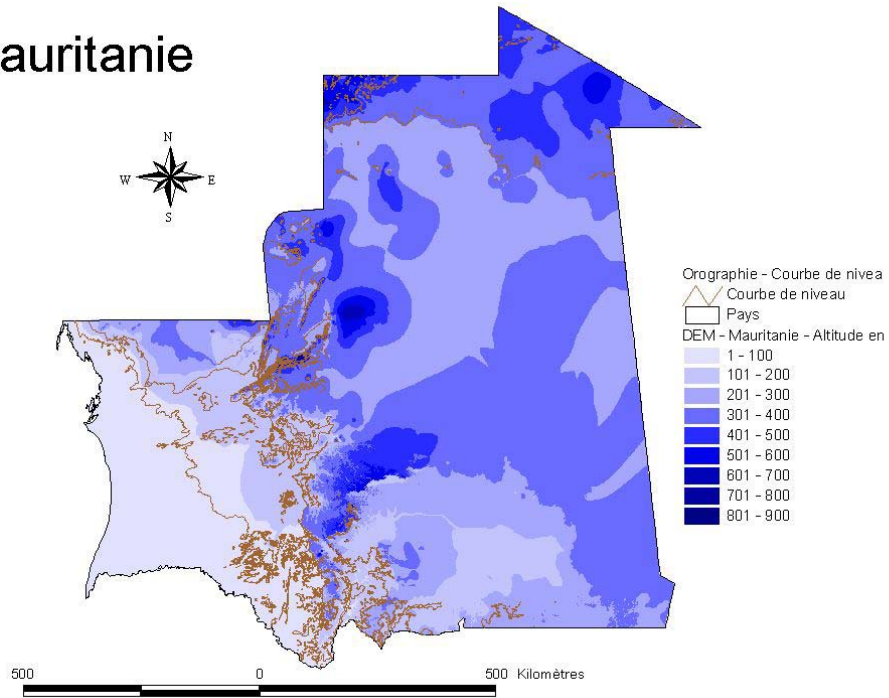 auritanie
N
W E
S
Orographie - Courbe de nivea
Courbe de niveau
Pays
DEM - Mauritanie - Altitude en
1 - 100
101 - 200
201 - 300
301 - 400
401 - 500
501 - 600
601 - 700
701 - 800
801 - 900
500 0 500 Kilomètres